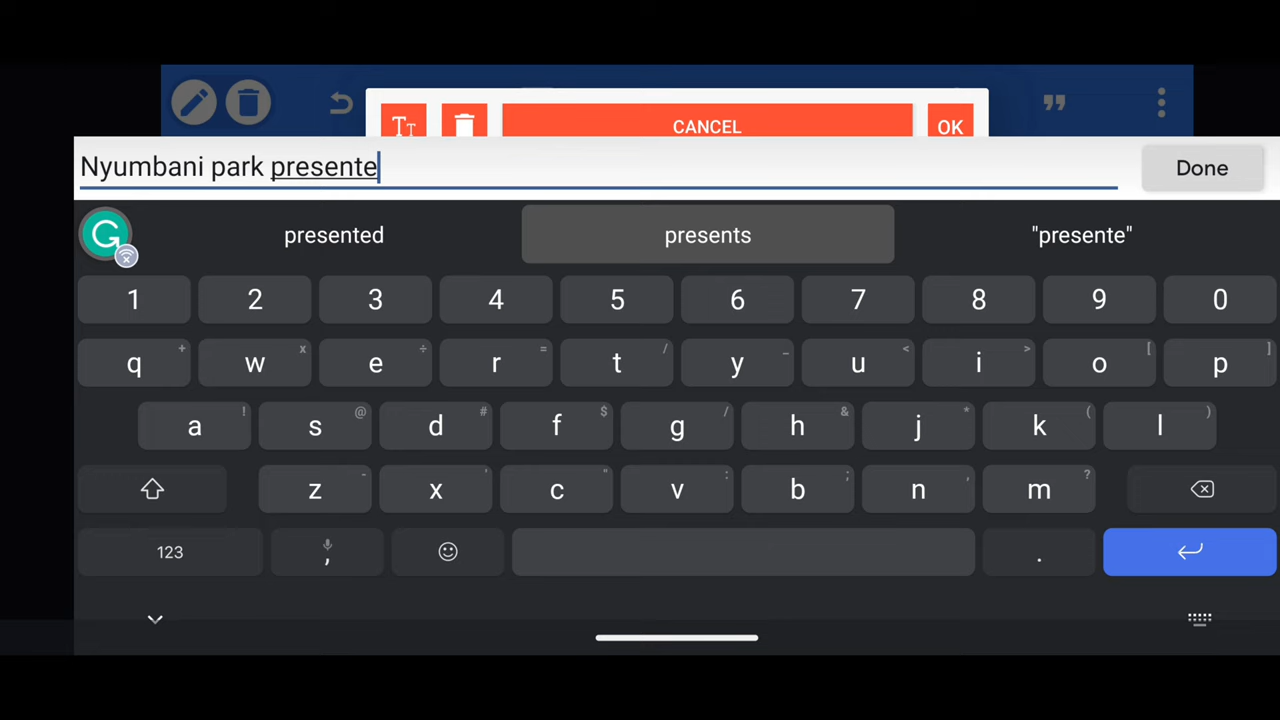 Tт
CANCEL
OK
”
Nyumbani park presente
Done
presented
presents
"presente"
1 2 3 4 5 6 7 8 9 0
q + w x e ÷ r = t / y _ u < i > o [ p ]
a ! s @ d # f $ g / h & j * k ( l )
z - x ' c " v : b ; n , m ?
123 , .